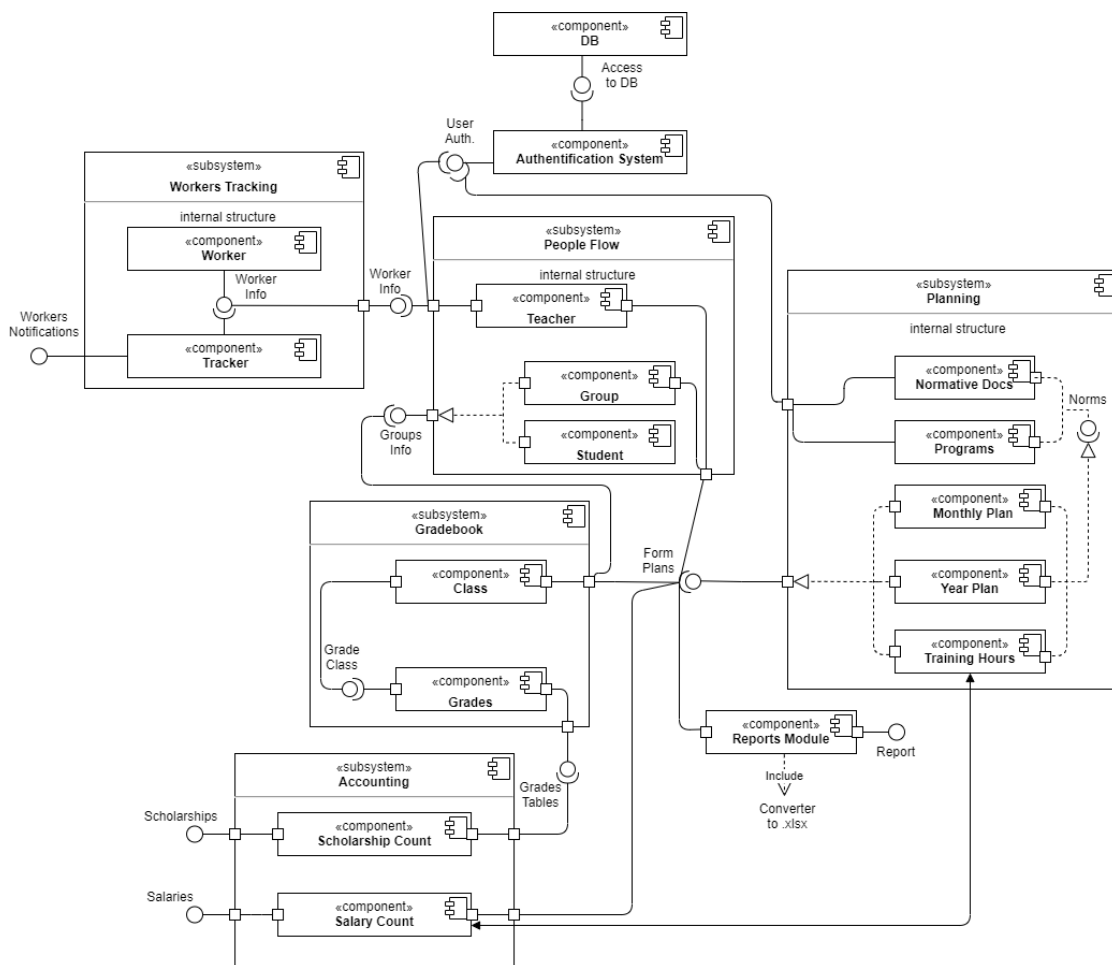 «component»
DB
Access
to DB
User
Auth.
«component»
Authentification System
«subsystem»
Workers Tracking
internal structure
«component»
Worker
Worker
Info
Workers
Notifications
«component»
Tracker
Worker
Info
«subsystem»
People Flow
internal structure
«component»
Teacher
«component»
Group
Groups
Info
«component»
Student
«subsystem»
Planning
internal structure
«component»
Normative Docs
Norms
«component»
Programs
«component»
Monthly Plan
«component»
Year Plan
«component»
Training Hours
«subsystem»
Gradebook
«component»
Class
Form
Plans
Grade
Class
«component»
Grades
«component»
Reports Module
Report
Include
Converter
to .xlsx
«subsystem»
Accounting
Grades
Tables
Scholarships
«component»
Scholarship Count
Salaries
«component»
Salary Count